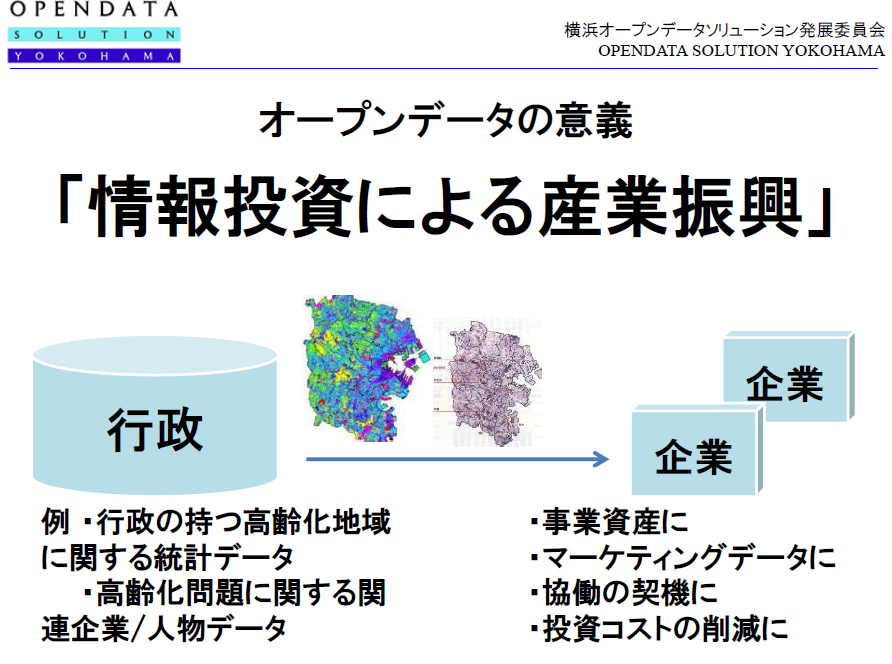 OPENDATA
SOLUTION
YOKOHAMA
横浜オープンデータソリューション発展委員会
OPENDATA SOLUTION YOKOHAMA
オープンデータの意義
「情報投資による産業振興」
行政
企業
企業
例 ・行政の持つ高齢化地域
に関する統計データ
・高齢化問題に関する関
連企業/人物データ
・事業資産に
・マーケティングデータに
・協働の契機に
・投資コストの削減に